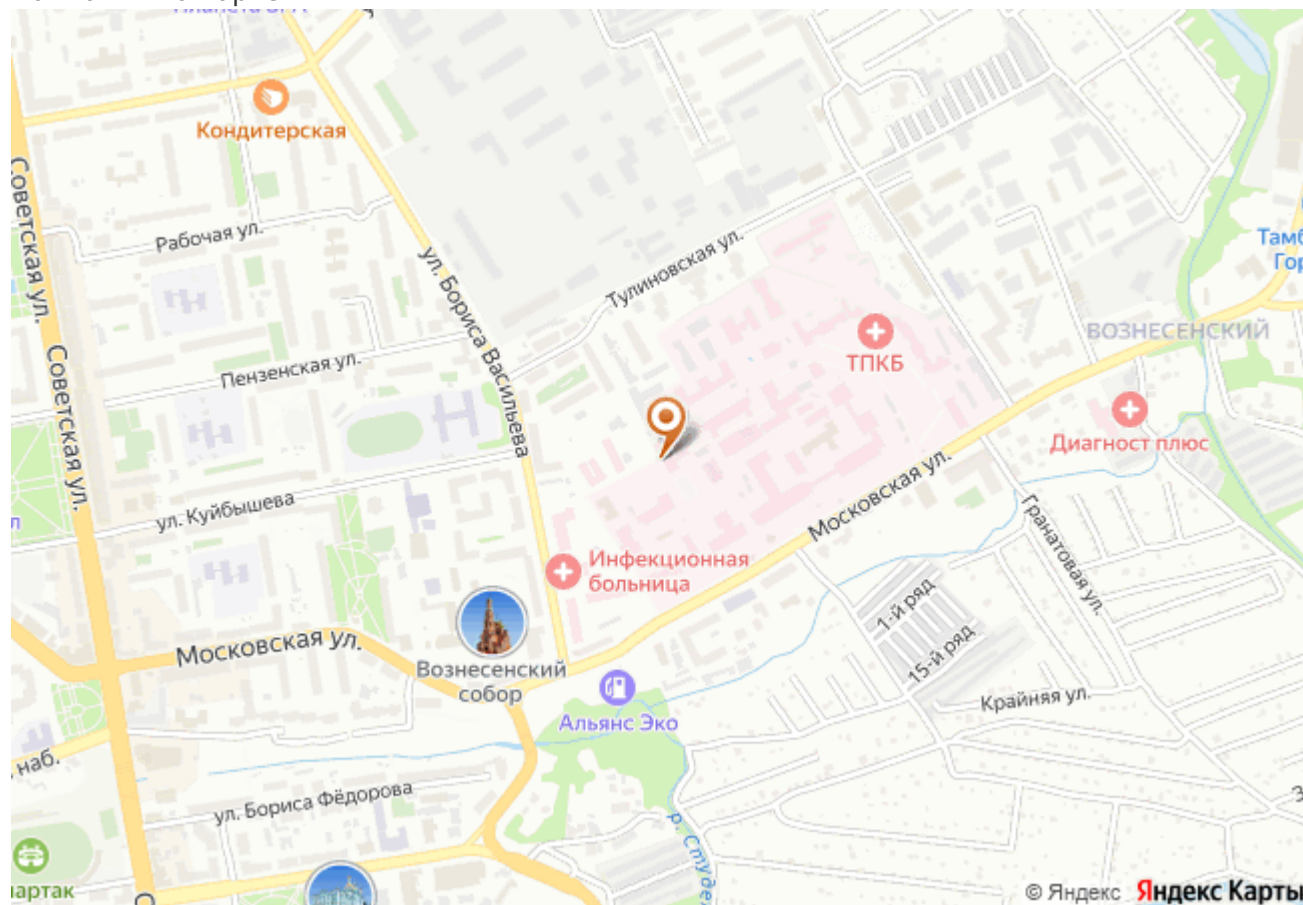 Кондитерская
Советская ул.
Рабочая ул.
ул. Бориса Васильева
Тулиновская ул.
Советская ул.
Пензенская ул.
ТПКБ
ВОЗНЕСЕНСКИЙ
Диагност плюс
ул. Куйбышева
Московская ул.
Гранатовая ул.
Инфекционная
больница
1-й ряд
15-й ряд
Московская ул.
Вознесенский
собор
Альянс Эко
Крайняя ул.
наб.
ул. Бориса Фёдорова
© Яндекс Яндекс Карты